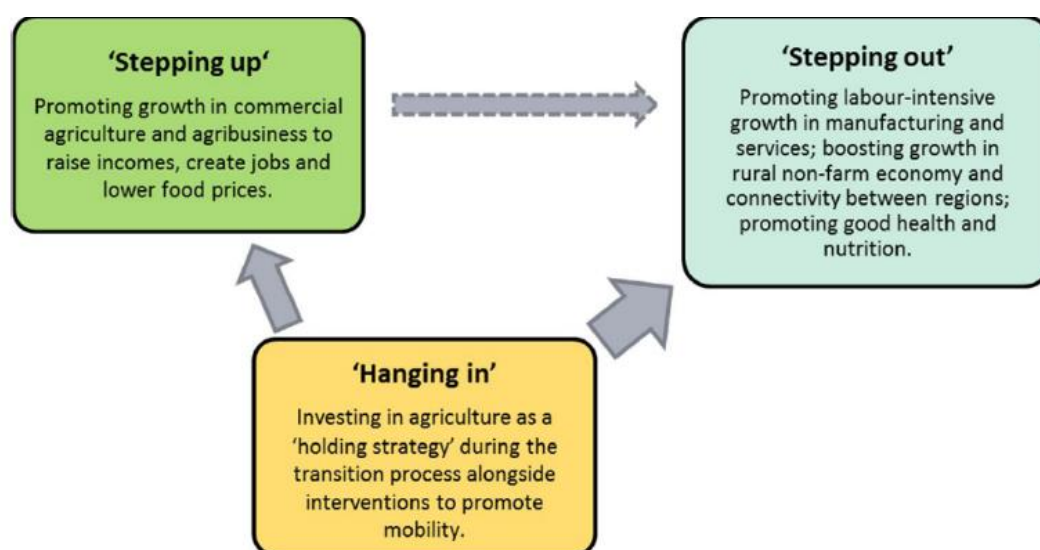 ‘Stepping up‘
Promoting growth in commercial
agriculture and agribusiness to
raise incomes, create jobs and
lower food prices.
‘Stepping out’
Promoting labour-intensive
growth in manufacturing and
services; boosting growth in
rural non-farm economy and
connectivity between regions;
promoting good health and
nutrition.
‘Hanging in’
Investing in agriculture as a
‘holding strategy’ during the
transition process alongside
interventions to promote
mobility.